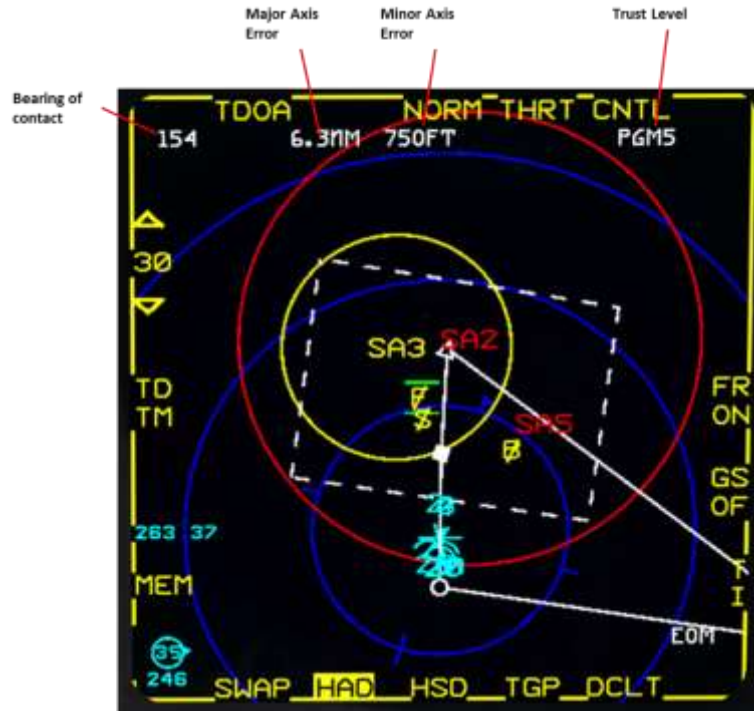 Major Axis
Error
Minor Axis
Error
Trust Level
Bearing of
contact
TDOA NORM THRT CNTL
154 6.3NM 750FT PGM5
30
SA3 SA2
TD
TM
FR
ON
SA5
GS
OF
263 37
MEM
T
I
EOM
35
246
SWAP HAD HSD TGP DCLT